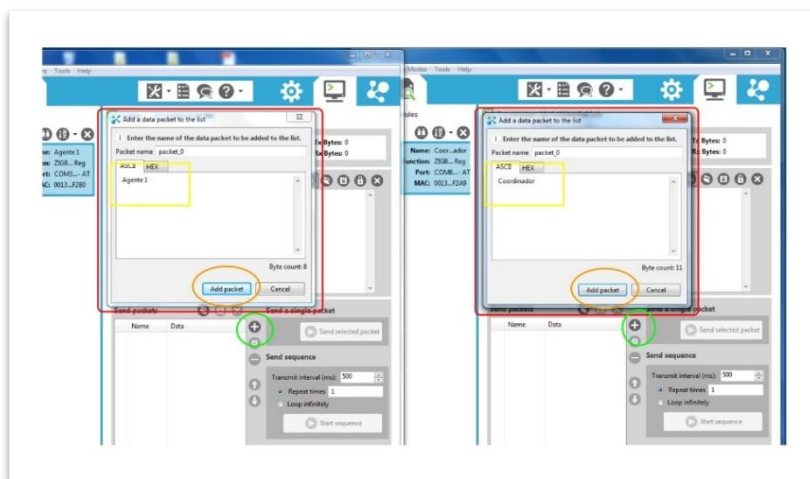 Tools Help
Add a data packet to the list
Enter the name of the data packet to be added to the list.
Packet name packet_0
ASCII HEX
Agente 1
Byte count: 8
Add packet Cancel
Name: Agente 1
Port: COM3... - AT
MAC: 0013...F2B0
Tx Bytes: 0
Rx Bytes: 0
Send packets
Send a single packet
Name Data
Send selected packet
Send sequence
Transmit interval (ms): 500
Repeat times 1
Loop infinitely
Start sequence
Modes Tools Help
Add a data packet to the list
Enter the name of the data packet to be added to the list.
Packet name packet_0
ASCII HEX
Coordinador
Byte count: 11
Add packet Cancel
Name: Coor...ador
Function: ZIGB... Reg
Port: COM8... - AT
MAC: 0013...F2A9
Tx Bytes: 0
Rx Bytes: 0
Send packets
Send a single packet
Name Data
Send selected packet
Send sequence
Transmit interval (ms): 500
Repeat times 1
Loop infinitely
Start sequence